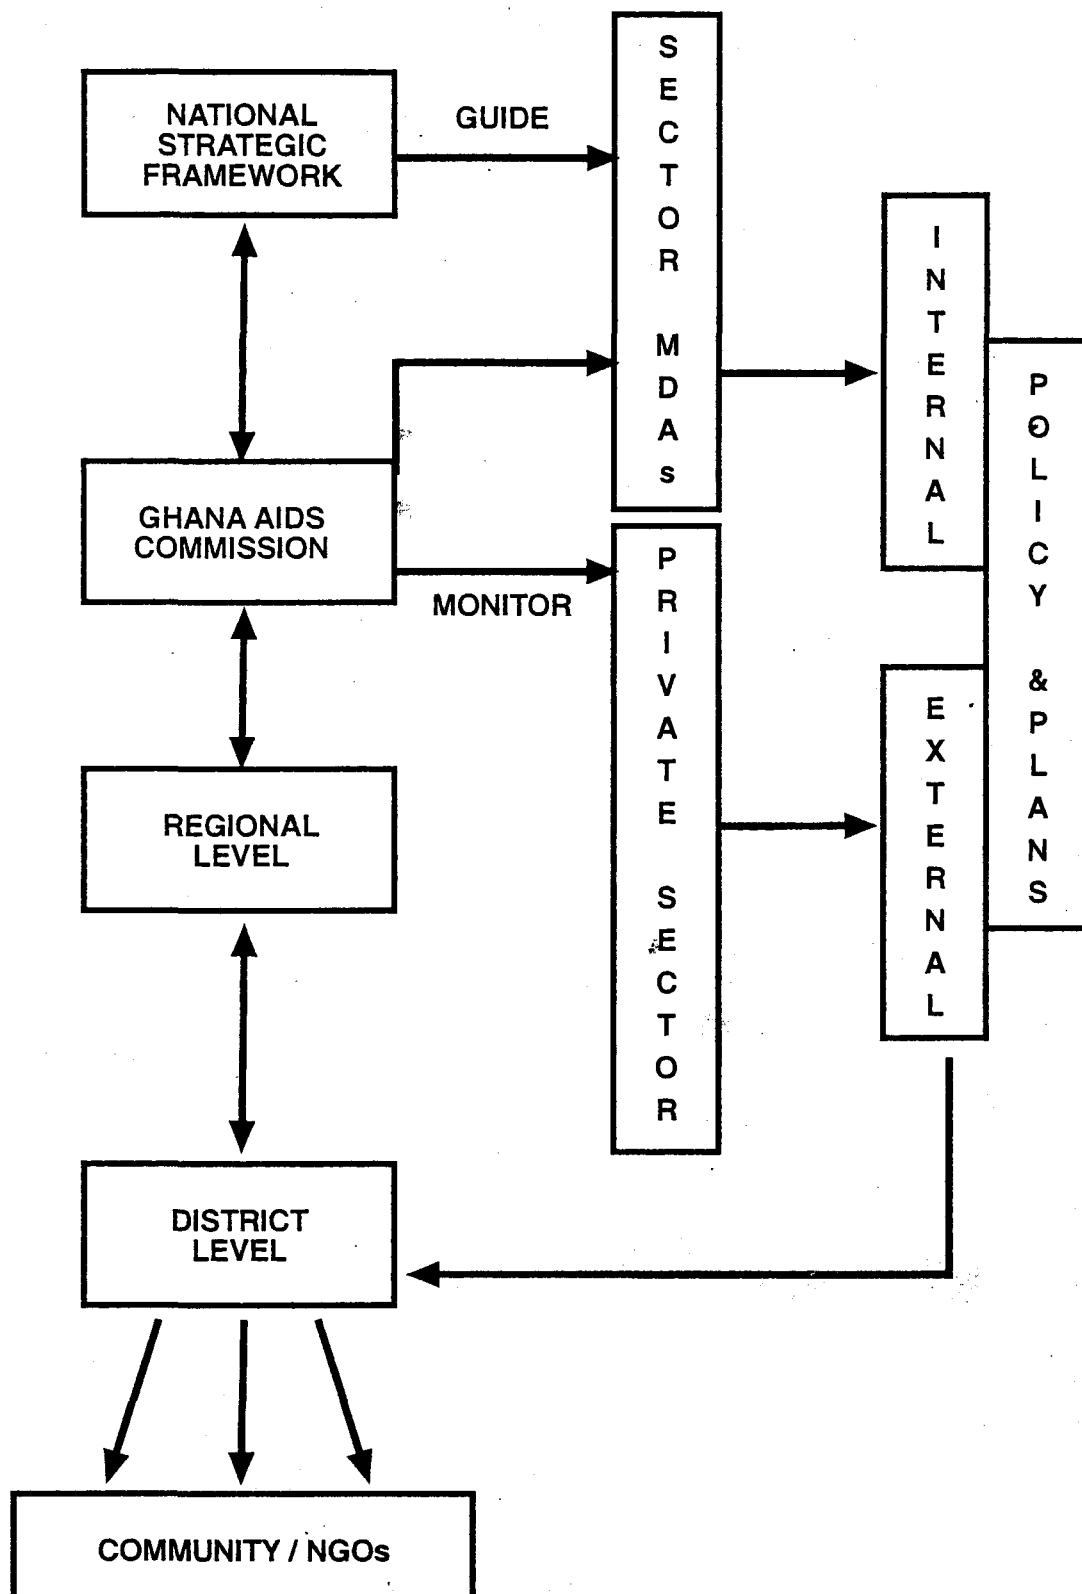 NATIONAL
STRATEGIC
FRAMEWORK
GUIDE
SECTOR MDAs
INTERNAL
POLICY & PLANS
GHANA AIDS
COMMISSION
MONITOR
PRIVATE SECTOR
EXTERNAL
REGIONAL
LEVEL
DISTRICT
LEVEL
COMMUNITY / NGOs